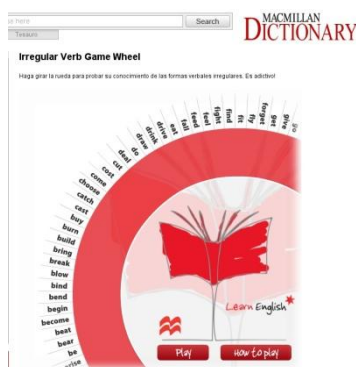 or here
Search
MACMILLAN
DICTIONARY
Tesauro
Irregular Verb Game Wheel
Haga girar la rueda para probar su conocimiento de las formas verbales irregulares. Es adictivo!
be
bear
beat
become
begin
bend
bind
blow
break
bring
build
burn
buy
cast
catch
choose
come
cost
cut
deal
do
draw
drink
drive
eat
fall
feed
feel
fight
find
fit
fly
forget
get
give
go
Learn English
Play
How to play